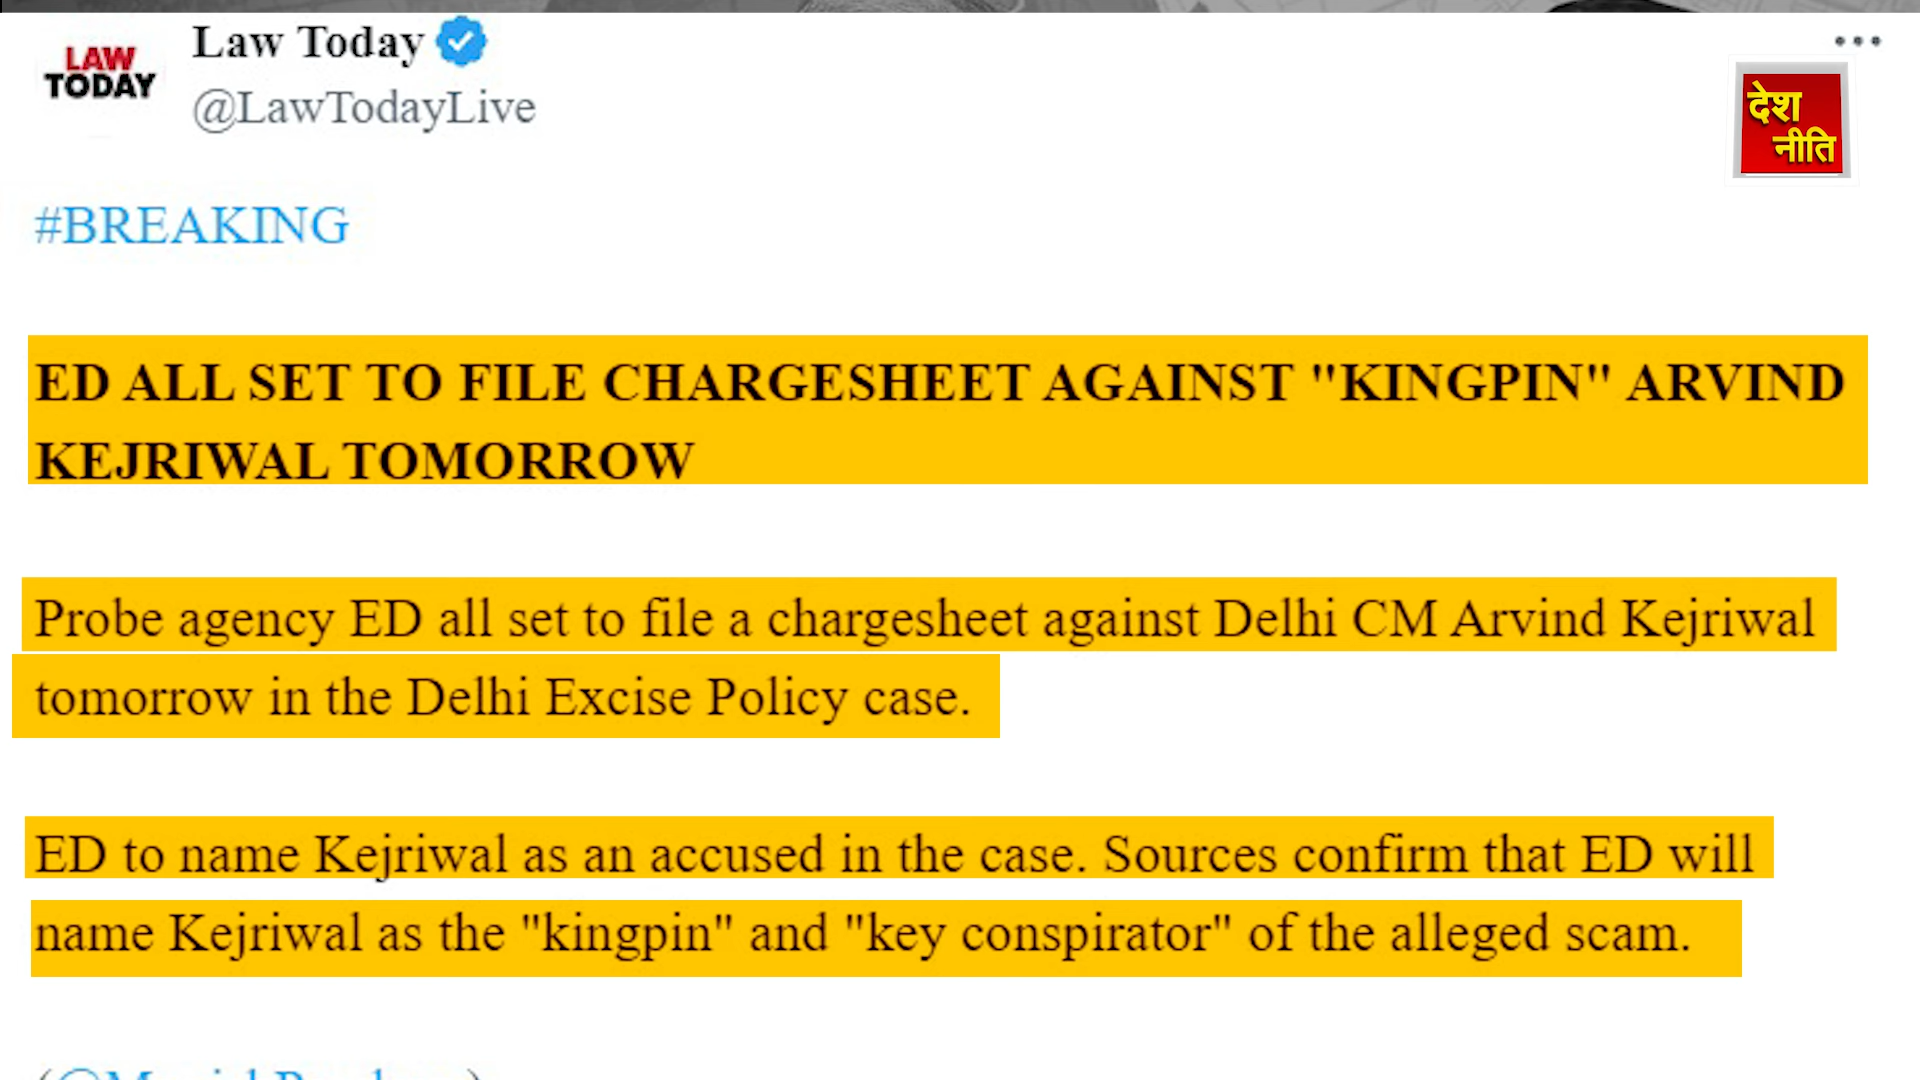 LAW
TODAY
Law Today
@LawTodayLive
देश
नीति
#BREAKING
ED ALL SET TO FILE CHARGESHEET AGAINST "KINGPIN" ARVIND
KEJRIWAL TOMORROW
Probe agency ED all set to file a chargesheet against Delhi CM Arvind Kejriwal
tomorrow in the Delhi Excise Policy case.
ED to name Kejriwal as an accused in the case. Sources confirm that ED will
name Kejriwal as the "kingpin" and "key conspirator" of the alleged scam.